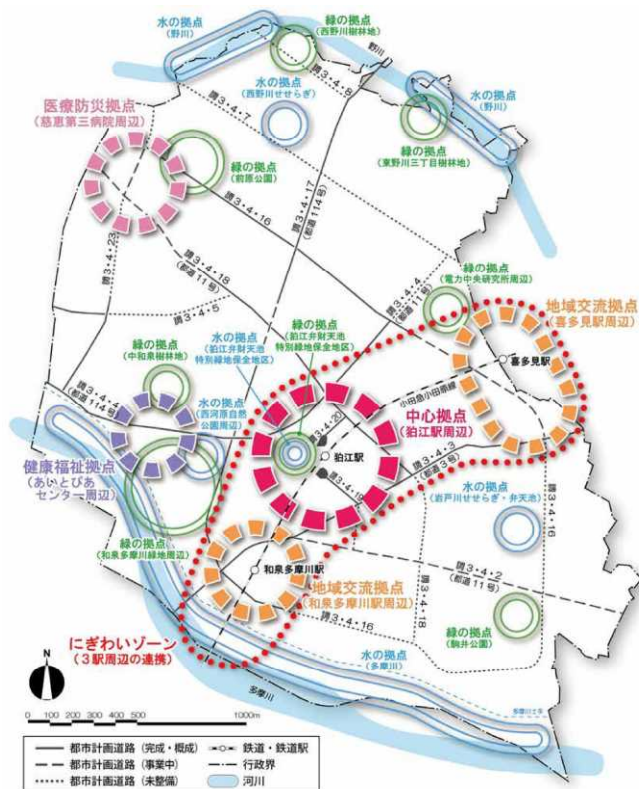 水の拠点
（野川）
緑の拠点
（西野川樹林地）
野川
水の拠点
（西野川せせらぎ）
調3・4・8
水の拠点
（野川）
医療防災拠点
（慈恵第三病院周辺）
調3・4・7
緑の拠点
（東野川三丁目樹林地）
緑の拠点
（前原公園）
調3・4・17
（都道114号）
調3・4・16
調3・4・23
調3・4・18
（都道11号）
調3・4・4
（都道11号）
緑の拠点
（電力中央研究所周辺）
調3・4・5
地域交流拠点
（喜多見駅周辺）
緑の拠点
（中和泉樹林地）
水の拠点
（狛江弁財天池
特別緑地保全地区）
緑の拠点
（狛江弁財天池
特別緑地保全地区）
喜多見駅
小田急小田原線
調3・4・4
（都道114号）
水の拠点
（西河原自然
公園周辺）
中心拠点
（狛江駅周辺）
3・4・20
狛江駅
調3・4・3
（都道3号）
健康福祉拠点
（あいとぴあ
センター周辺）
調3・4・19
水の拠点
（岩戸川せせらぎ・弁天池）
調3・4・16
緑の拠点
（和泉多摩川緑地周辺）
和泉多摩川駅
地域交流拠点
（和泉多摩川駅周辺）
調3・4・2
（都道11号）
調3・4・16
調3・4・18
緑の拠点
（駒井公園）
にぎわいゾーン
（3駅周辺の連携）
水の拠点
（多摩川）
N
多摩川
0 100 200 300 400 500 1000m
都市計画道路（完成・概成）
鉄道・鉄道駅
都市計画道路（事業中）
行政界
都市計画道路（未整備）
河川